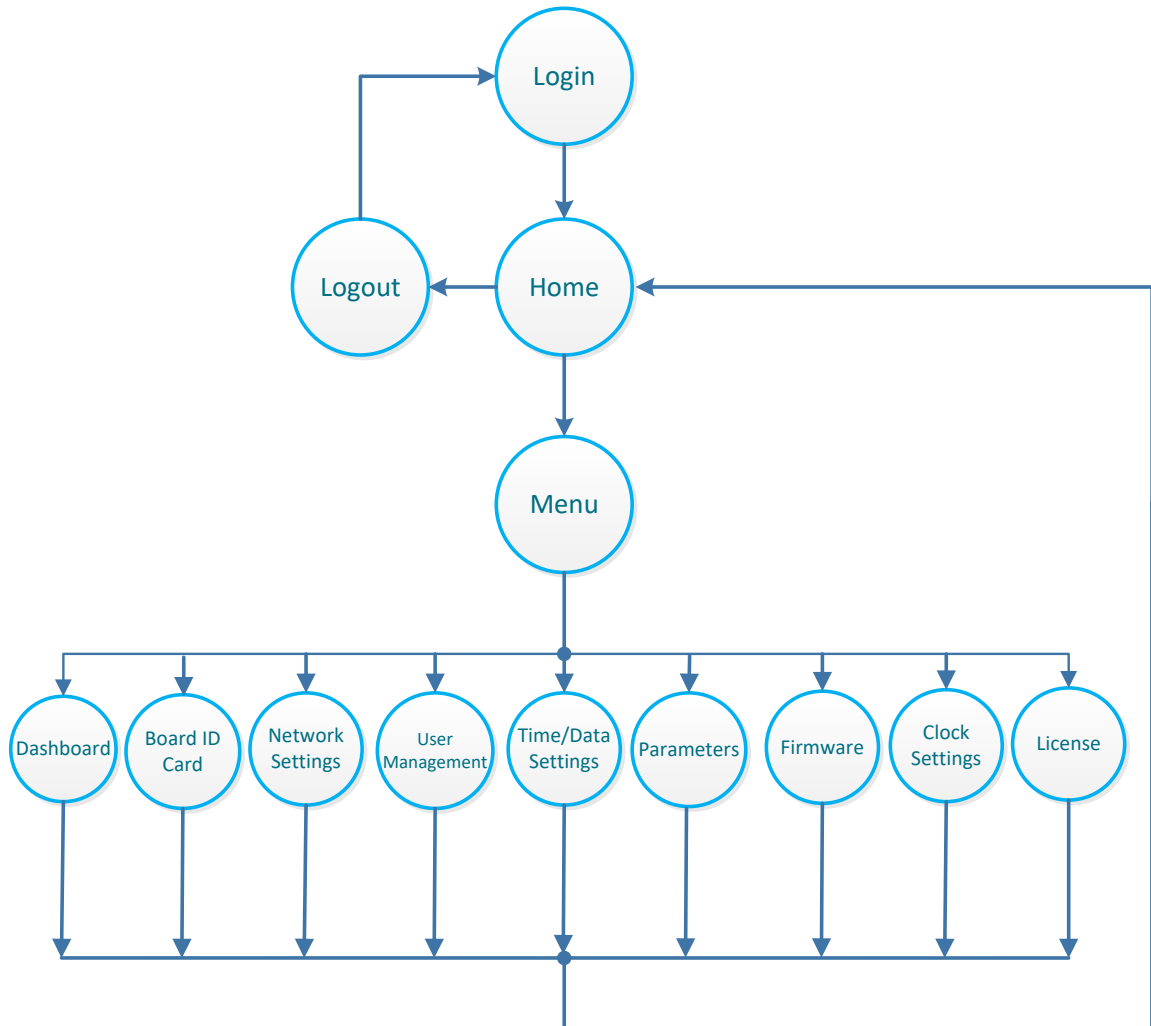 Login
Logout
Home
Menu
Dashboard
Board ID
Card
Network
Settings
User
Management
Time/Data
Settings
Parameters
Firmware
Clock
Settings
License